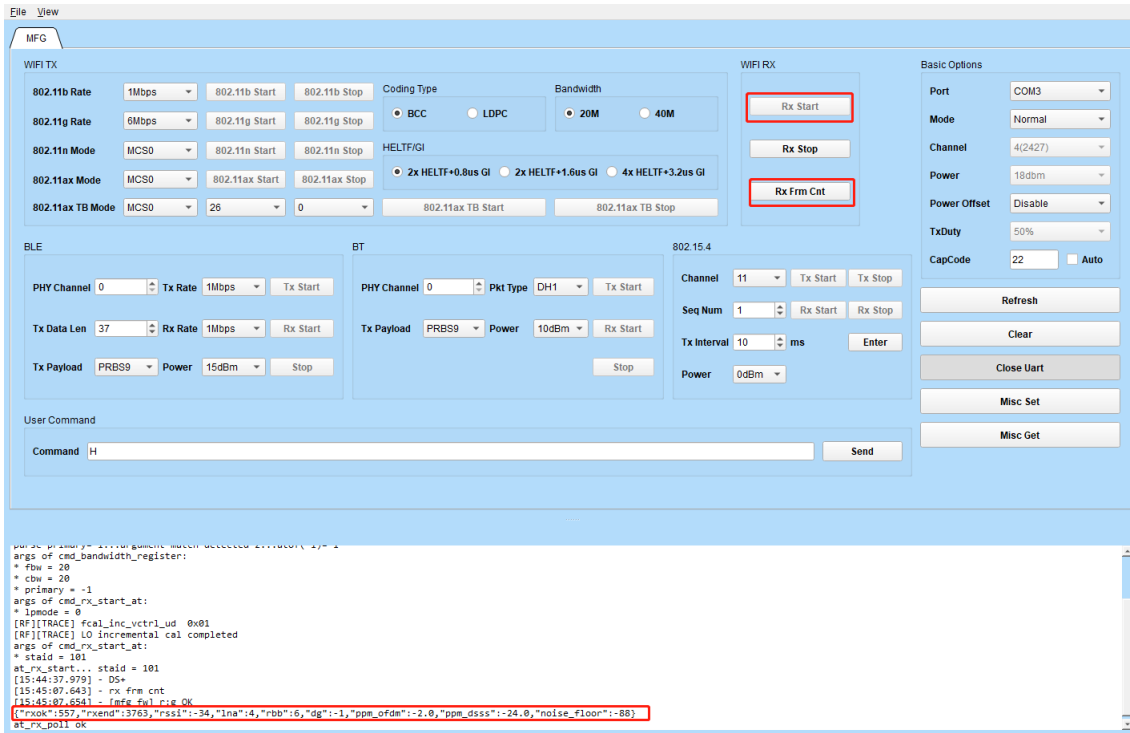 File View
MFG
WIFI TX
802.11b Rate 1Mbps 802.11b Start 802.11b Stop
802.11g Rate 6Mbps 802.11g Start 802.11g Stop
802.11n Mode MCS0 802.11n Start 802.11n Stop
802.11ax Mode MCS0 802.11ax Start 802.11ax Stop
802.11ax TB Mode MCS0 26 0 802.11ax TB Start 802.11ax TB Stop
Coding Type
BCC LDPC
Bandwidth
20M 40M
HELTF/GI
2x HELTF+0.8us GI 2x HELTF+1.6us GI 4x HELTF+3.2us GI
WIFI RX
Rx Start
Rx Stop
Rx Frm Cnt
Basic Options
Port COM3
Mode Normal
Channel 4(2427)
Power 18dbm
Power Offset Disable
TxDuty 50%
CapCode 22 Auto
Refresh
Clear
Close Uart
Misc Set
Misc Get
BLE
PHY Channel 0 Tx Rate 1Mbps Tx Start
Tx Data Len 37 Rx Rate 1Mbps Rx Start
Tx Payload PRBS9 Power 15dBm Stop
BT
PHY Channel 0 Pkt Type DH1 Tx Start
Tx Payload PRBS9 Power 10dBm Rx Start
Stop
802.15.4
Channel 11 Tx Start Tx Stop
Seq Num 1 Rx Start Rx Stop
Tx Interval 10 ms Enter
Power 0dBm
User Command
Command H Send
args of cmd_bandwidth_register:
* fbw = 20
* cbw = 20
* primary = -1
args of cmd_rx_start_at:
* lpmode = 0
[RF][TRACE] fcal_inc_vctrl_ud 0x01
[RF][TRACE] LO incremental cal completed
args of cmd_rx_start_at:
* staid = 101
at_rx_start... staid = 101
[15:44:37.979] - DS+
[15:45:07.643] - rx frm cnt
[15:45:07.654] - [mfg fw] r:g OK
{"rxok":557,"rxend":3763,"rssi":-34,"lna":4,"rbb":6,"dg":-1,"ppm_ofdm":-2.0,"ppm_dsss":-24.0,"noise_floor":-88}
at_rx_poll ok